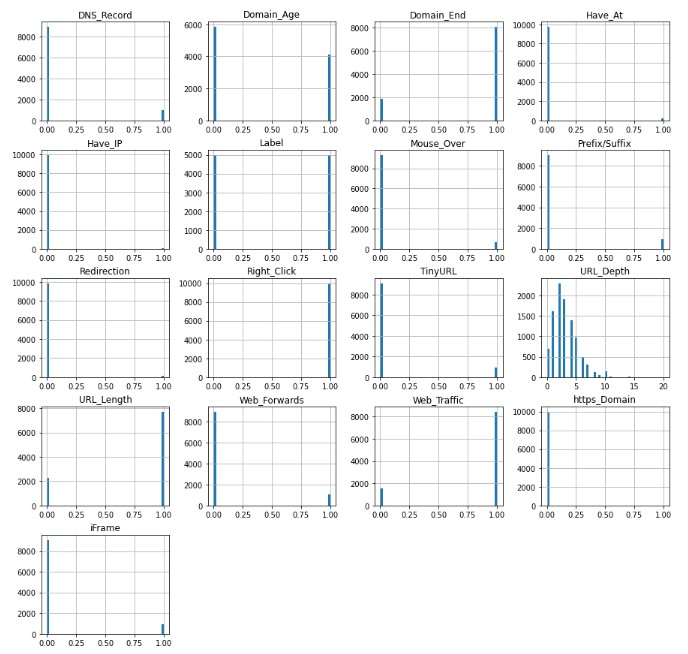 DNS_Record Domain_Age Domain_End Have_At
8000 6000 8000 10000
6000 4000 6000 8000
4000 2000 4000 6000
2000 0 2000 4000
0 0 2000
0
0.00 0.25 0.50 0.75 1.00 0.00 0.25 0.50 0.75 1.00 0.00 0.25 0.50 0.75 1.00 0.00 0.25 0.50 0.75 1.00
Have_IP Label Mouse_Over Prefix/Suffix
10000 5000 8000 8000
8000 4000 6000 6000
6000 3000 4000 4000
4000 2000 2000 2000
2000 1000 0 0
0 0
0.00 0.25 0.50 0.75 1.00 0.00 0.25 0.50 0.75 1.00 0.00 0.25 0.50 0.75 1.00 0.00 0.25 0.50 0.75 1.00
Redirection Right_Click TinyURL URL_Depth
10000 10000 8000 2000
8000 8000 6000 1500
6000 6000 4000 1000
4000 4000 2000 500
2000 2000 0 0
0 0
0.00 0.25 0.50 0.75 1.00 0.00 0.25 0.50 0.75 1.00 0.00 0.25 0.50 0.75 1.00 0 5 10 15 20
URL_Length Web_Forwards Web_Traffic https_Domain
8000 8000 8000 10000
6000 6000 6000 8000
4000 4000 4000 6000
2000 2000 2000 4000
0 0 0 2000
0
0.00 0.25 0.50 0.75 1.00 0.00 0.25 0.50 0.75 1.00 0.00 0.25 0.50 0.75 1.00 0.00 0.25 0.50 0.75 1.00
iFrame
8000
6000
4000
2000
0
0.00 0.25 0.50 0.75 1.00